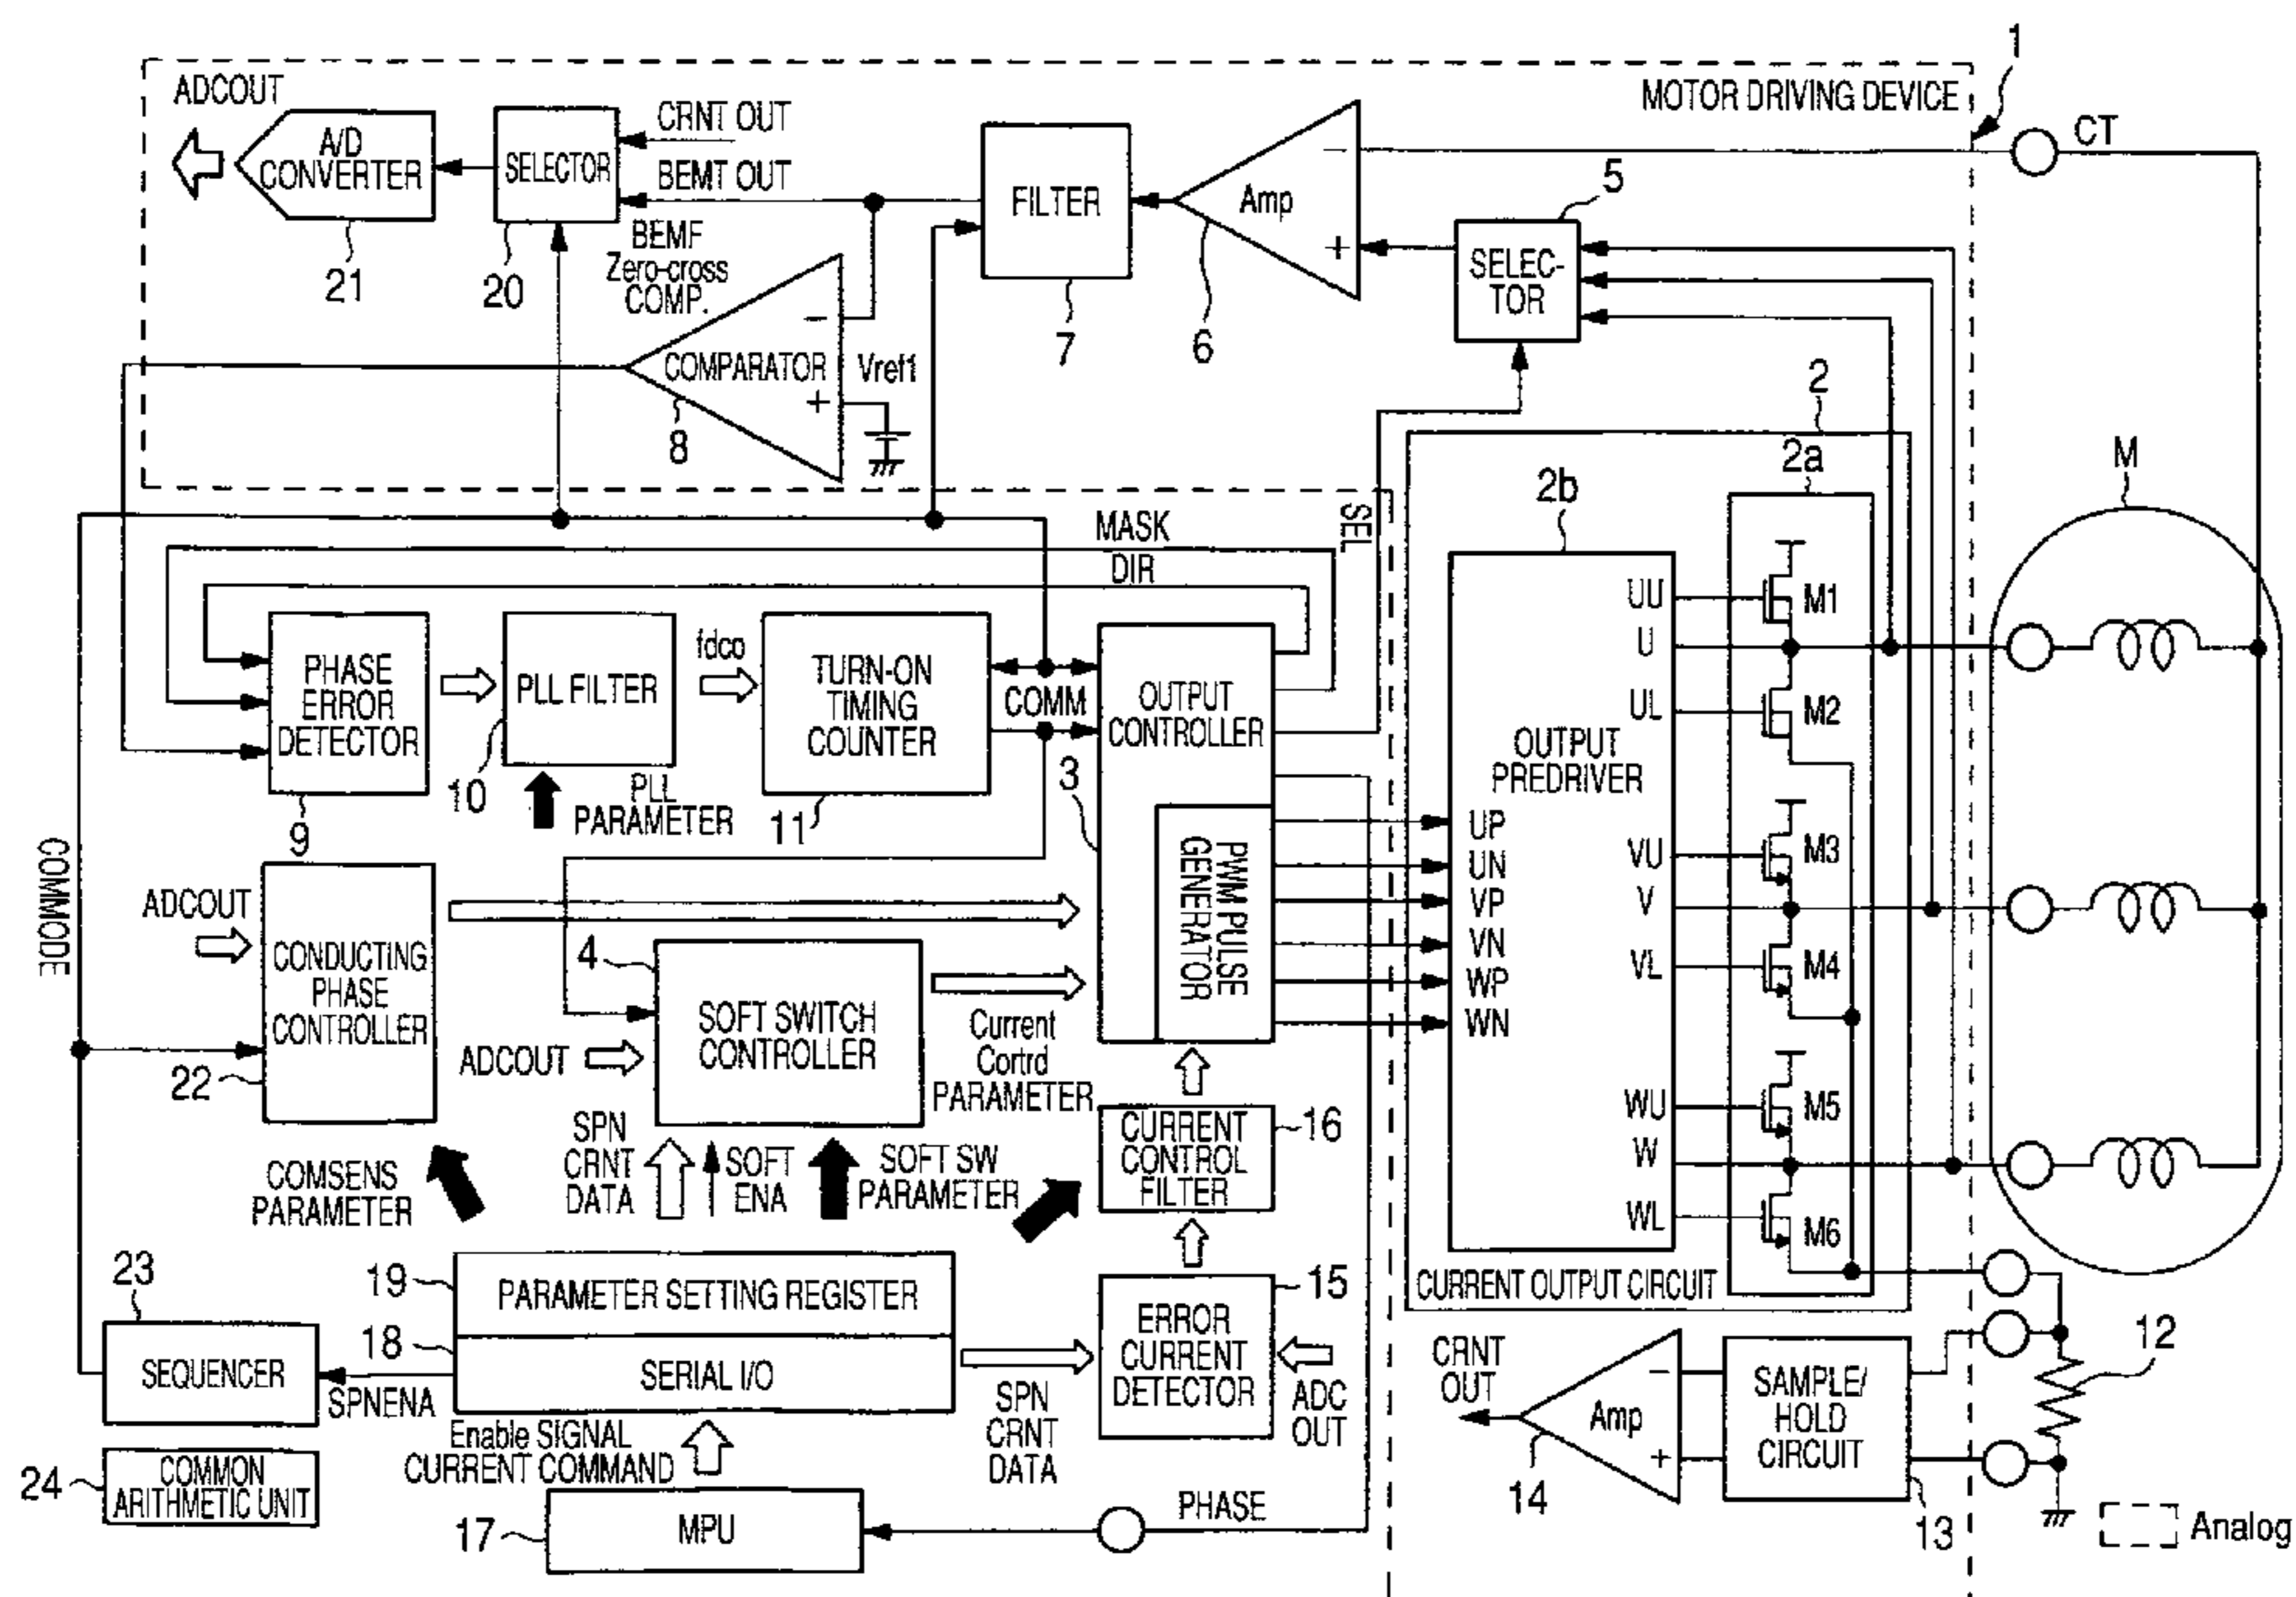 1
ADCOUT
MOTOR DRIVING DEVICE
CT
A/D
CONVERTER
21
SELECTOR
20
CRNT OUT
BEMT OUT
FILTER
7
Amp
−
+
6
5
SELEC-
TOR
BEMF
Zero-cross
COMP.
COMPARATOR
−
+
8
Vref1
2
2a
2b
M
SEL
MASK
DIR
PHASE
ERROR
DETECTOR
9
PLL FILTER
10
PLL
PARAMETER
fdco
TURN-ON
TIMING
COUNTER
11
COMM
OUTPUT
CONTROLLER
3
PWM PULSE
GENERATOR
OUTPUT
PREDRIVER
UP
UN
VP
VN
WP
WN
UU
U
UL
VU
V
VL
WU
W
WL
M1
M2
M3
M4
M5
M6
CURRENT OUTPUT CIRCUIT
COMMODE
ADCOUT
CONDUCTING
PHASE
CONTROLLER
22
4
SOFT SWITCH
CONTROLLER
ADCOUT
Current
Cortrd
PARAMETER
SPN
CRNT
DATA
SOFT
ENA
SOFT SW
PARAMETER
COMSENS
PARAMETER
CURRENT
CONTROL
FILTER
16
23
SEQUENCER
SPNENA
19
PARAMETER SETTING REGISTER
18
SERIAL I/O
Enable SIGNAL
CURRENT COMMAND
SPN
CRNT
DATA
15
ERROR
CURRENT
DETECTOR
ADC
OUT
24
COMMON
ARITHMETIC UNIT
17
MPU
PHASE
CRNT
OUT
Amp
−
+
14
SAMPLE/
HOLD
CIRCUIT
13
12
Analog